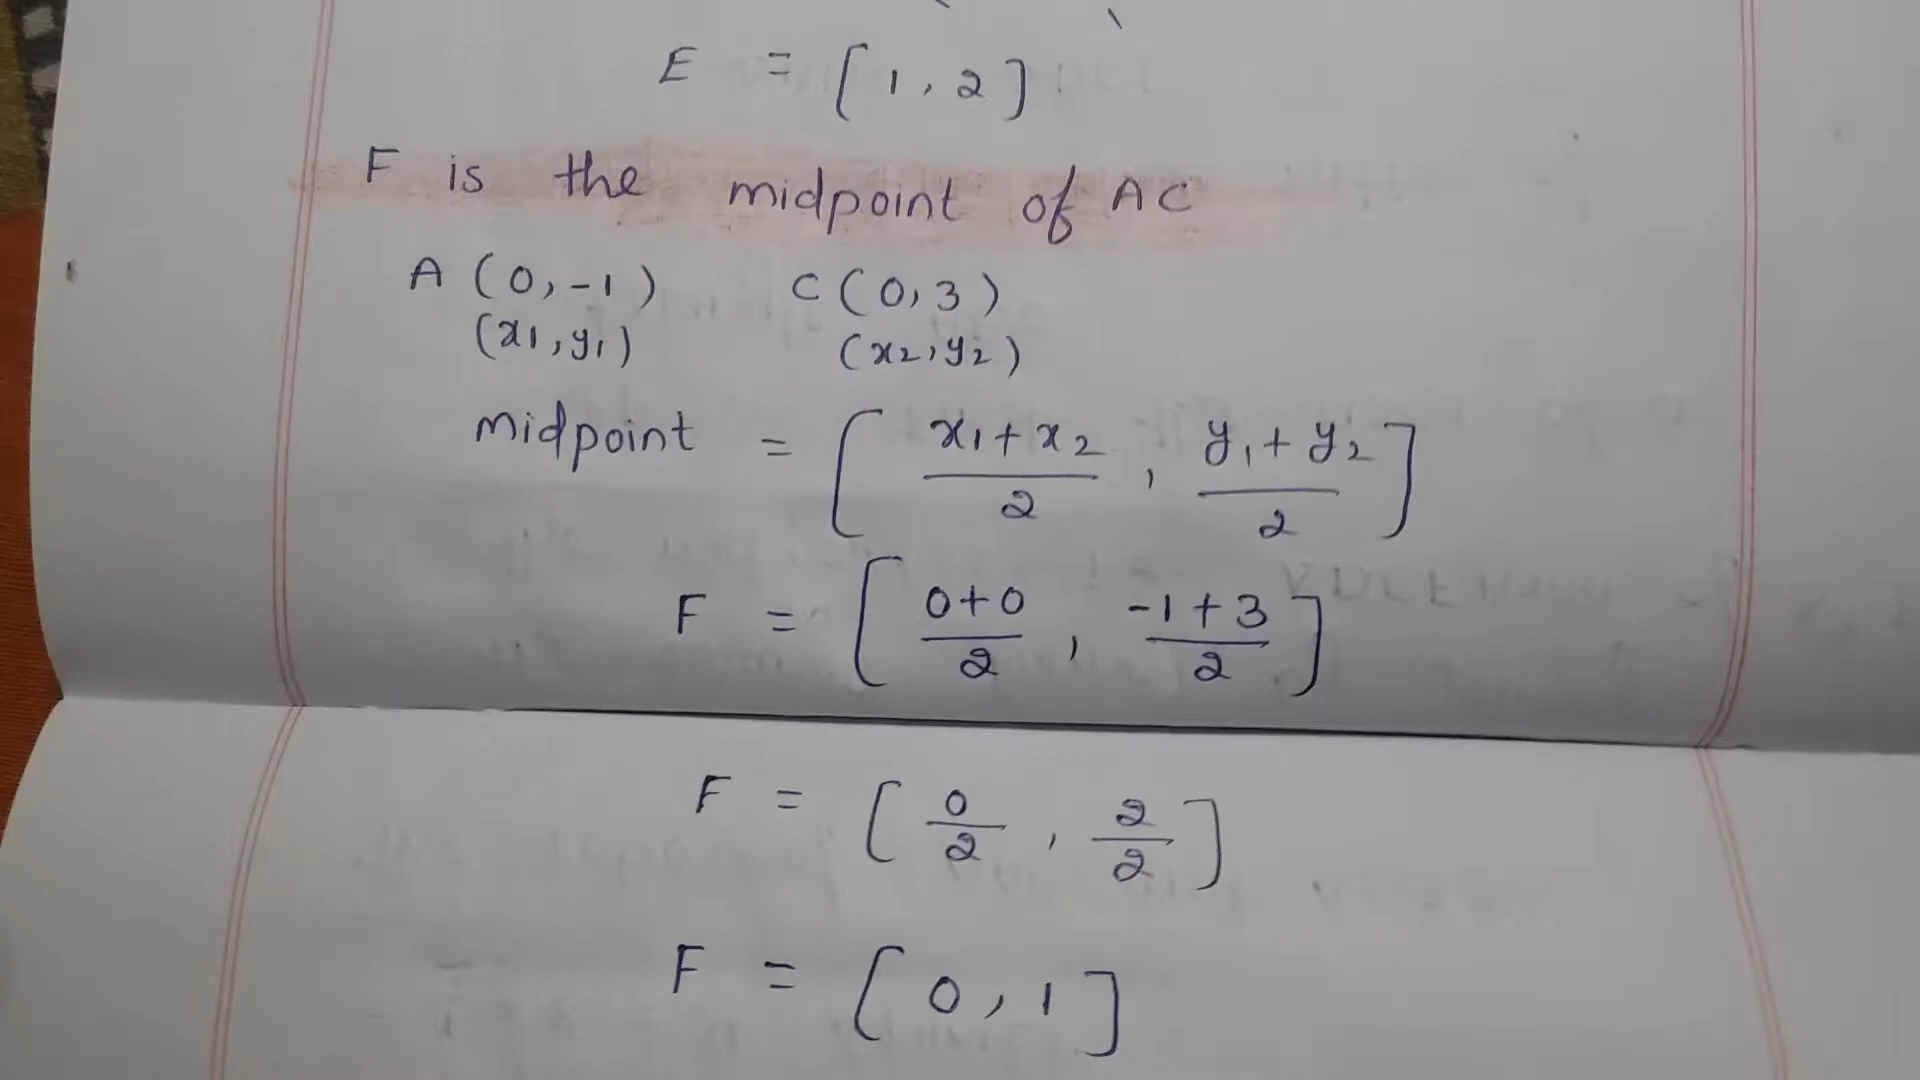 E = [1, 2]
F is the midpoint of AC
A (0, -1) C (0, 3)
(x1, y1) (x2, y2)
midpoint = [ x1 + x2 / 2 , y1 + y2 / 2 ]
F = [ 0+0 / 2 , -1+3 / 2 ]
F = [ 0/2 , 2/2 ]
F = [ 0, 1 ]